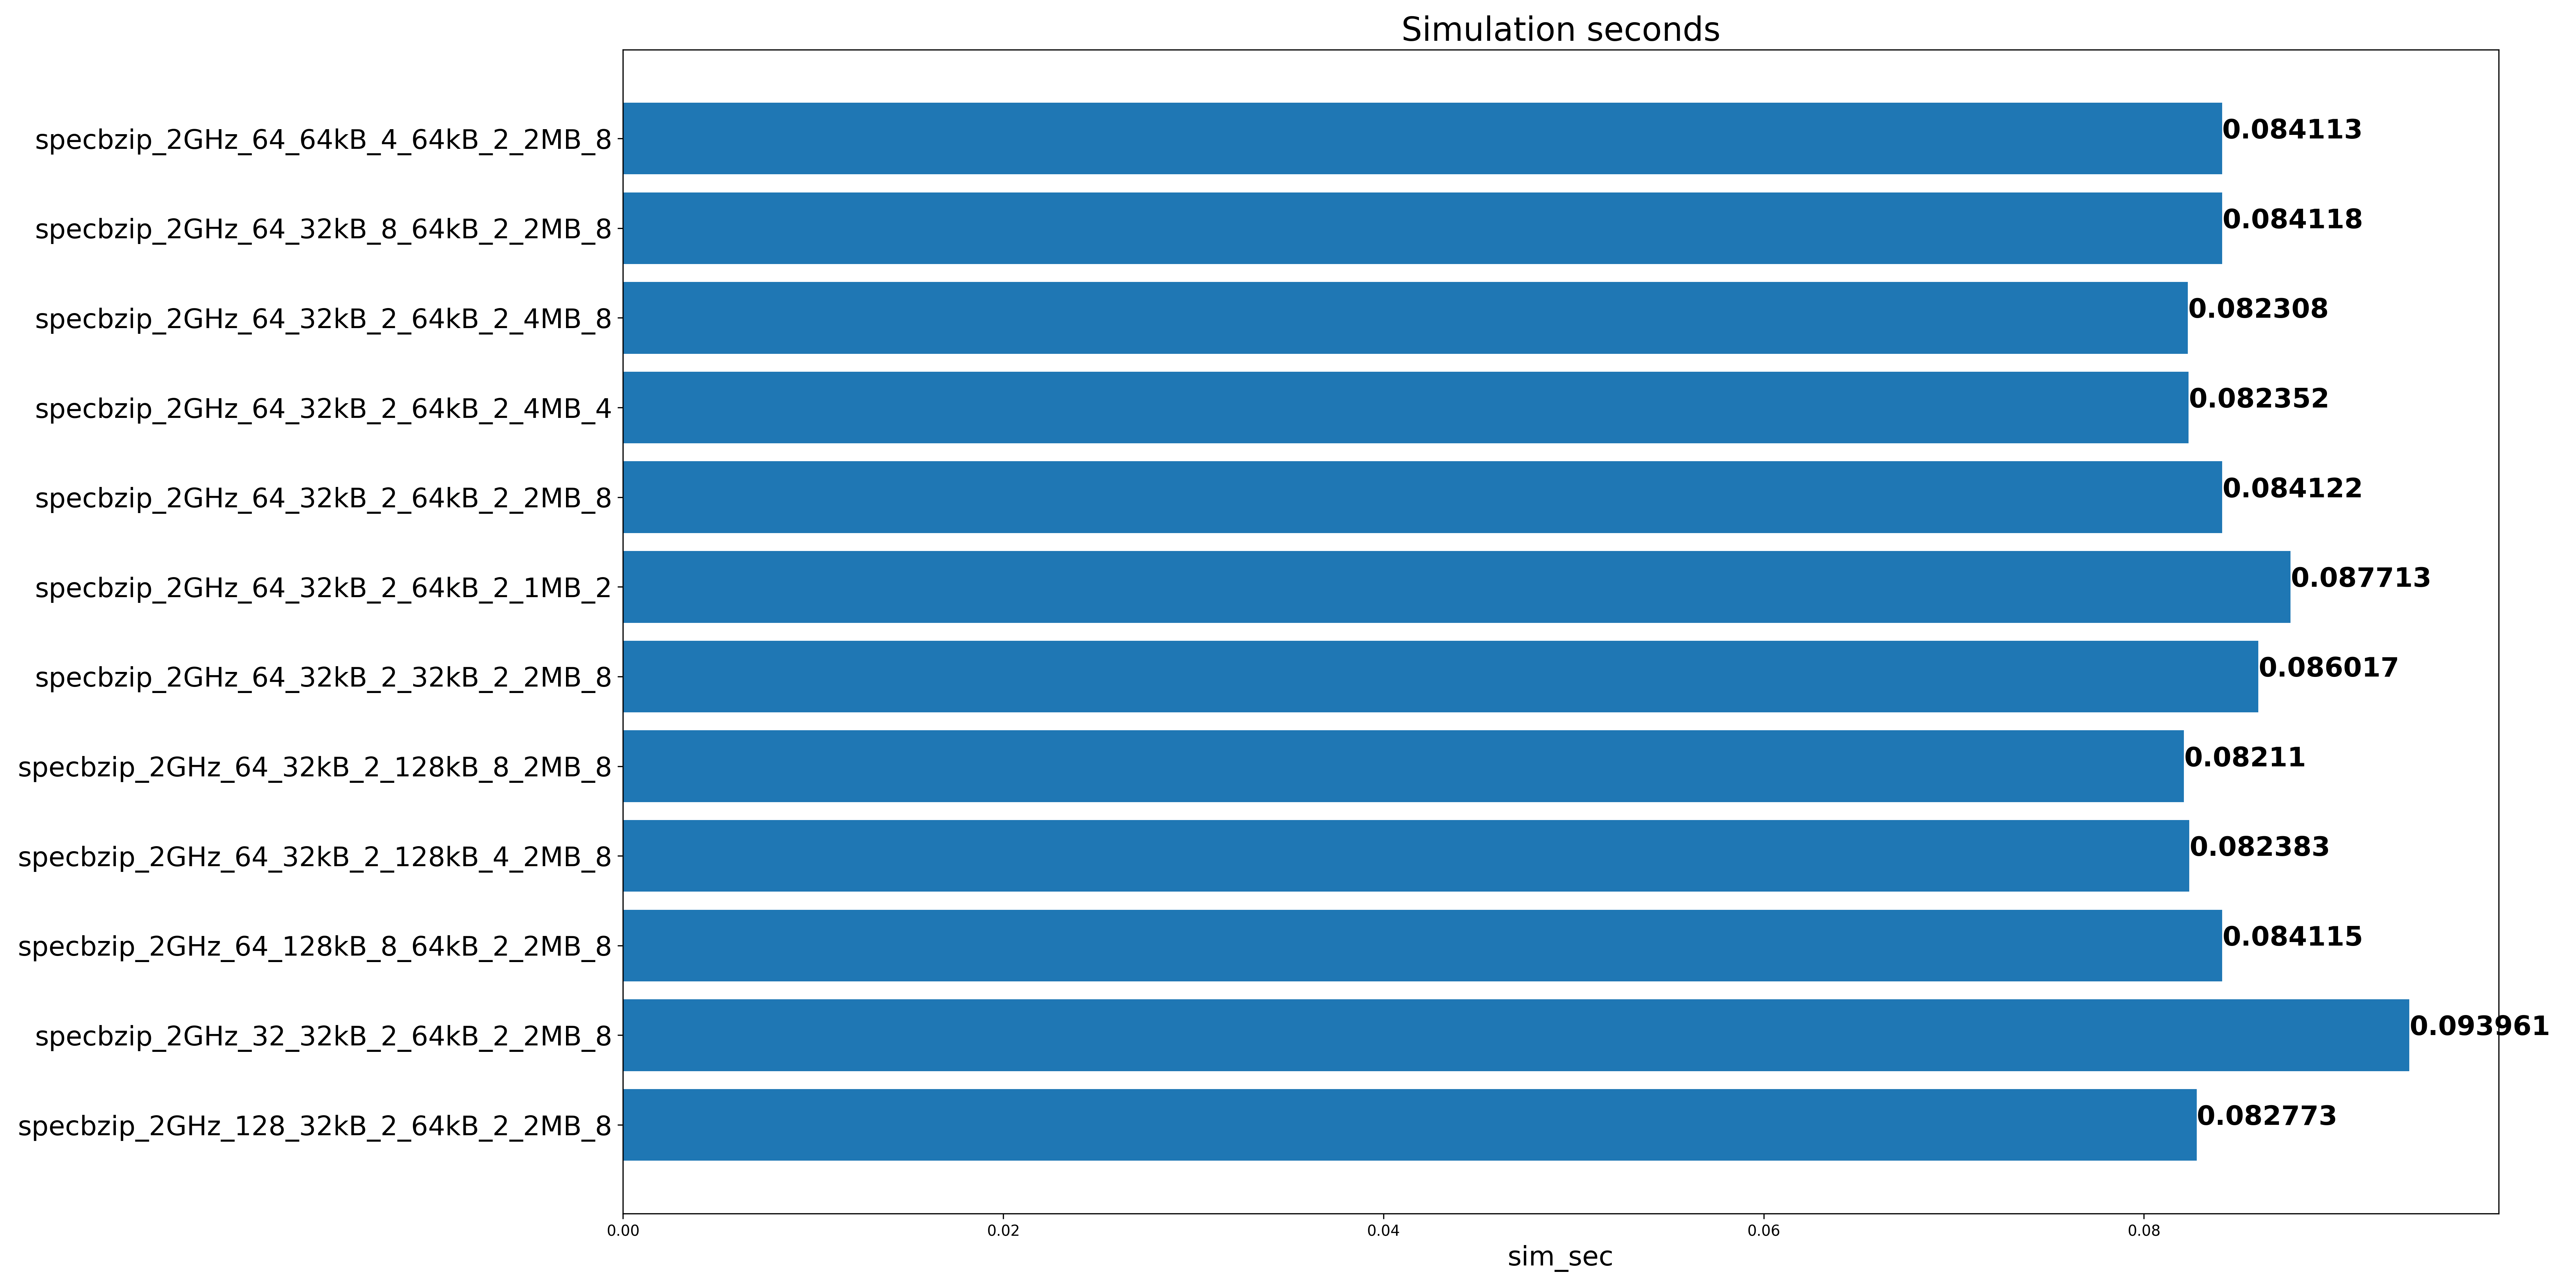 Simulation seconds
specbzip_2GHz_64_64kB_4_64kB_2_2MB_8 0.084113
specbzip_2GHz_64_32kB_8_64kB_2_2MB_8 0.084118
specbzip_2GHz_64_32kB_2_64kB_2_4MB_8 0.082308
specbzip_2GHz_64_32kB_2_64kB_2_4MB_4 0.082352
specbzip_2GHz_64_32kB_2_64kB_2_2MB_8 0.084122
specbzip_2GHz_64_32kB_2_64kB_2_1MB_2 0.087713
specbzip_2GHz_64_32kB_2_32kB_2_2MB_8 0.086017
specbzip_2GHz_64_32kB_2_128kB_8_2MB_8 0.08211
specbzip_2GHz_64_32kB_2_128kB_4_2MB_8 0.082383
specbzip_2GHz_64_128kB_8_64kB_2_2MB_8 0.084115
specbzip_2GHz_32_32kB_2_64kB_2_2MB_8 0.093961
specbzip_2GHz_128_32kB_2_64kB_2_2MB_8 0.082773
0.00 0.02 0.04 0.06 0.08
sim_sec